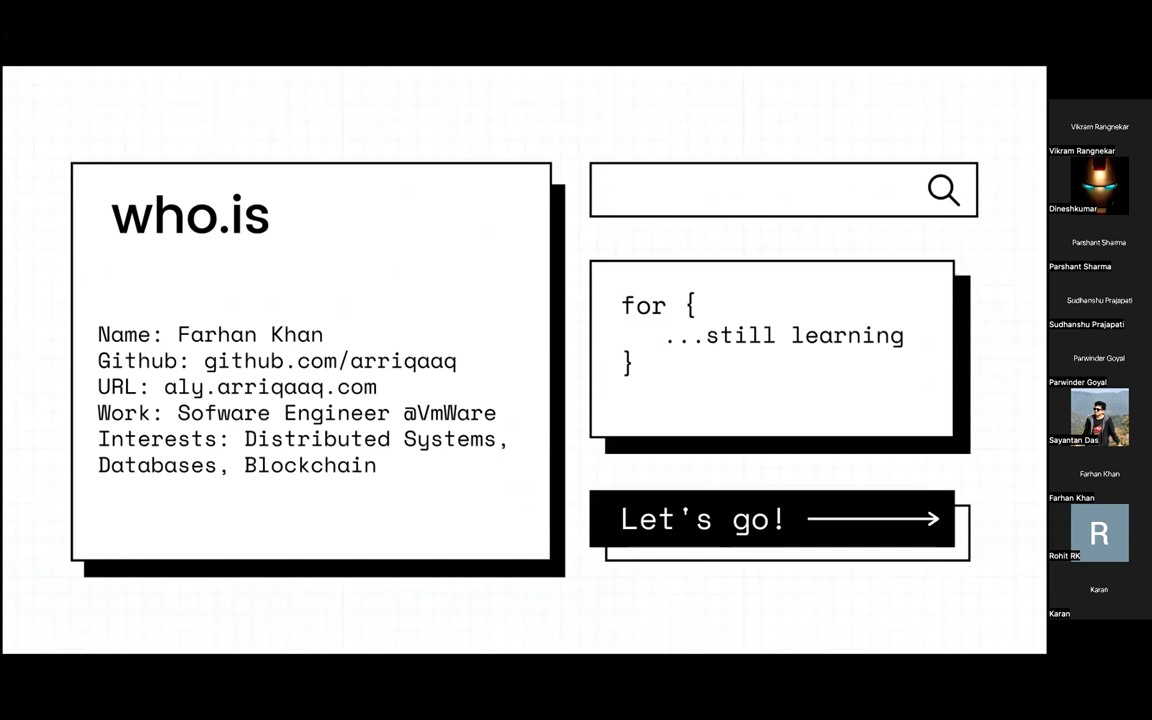 who.is
Name: Farhan Khan
Github: github.com/arriqaaq
URL: aly.arriqaaq.com
Work: Sofware Engineer @VmWare
Interests: Distributed Systems,
Databases, Blockchain
for {
...still learning
}
Let's go!
Vikram Rangnekar
Vikram Rangnekar
Dineshkumar
Parshant Sharma
Parshant Sharma
Sudhanshu Prajapati
Sudhanshu Prajapati
Parwinder Goyal
Parwinder Goyal
Sayantan Das
Farhan Khan
Farhan Khan
R
Rohit RK
Karan
Karan